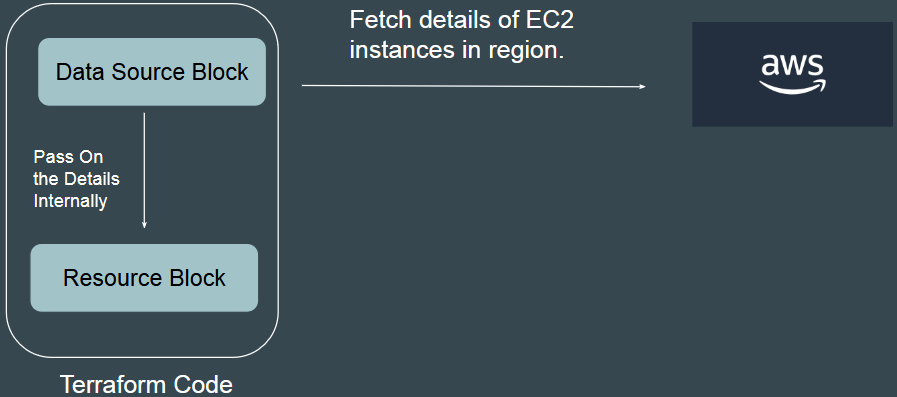 Fetch details of EC2
instances in region.
Data Source Block
aws
Pass On
the Details
Internally
Resource Block
Terraform Code